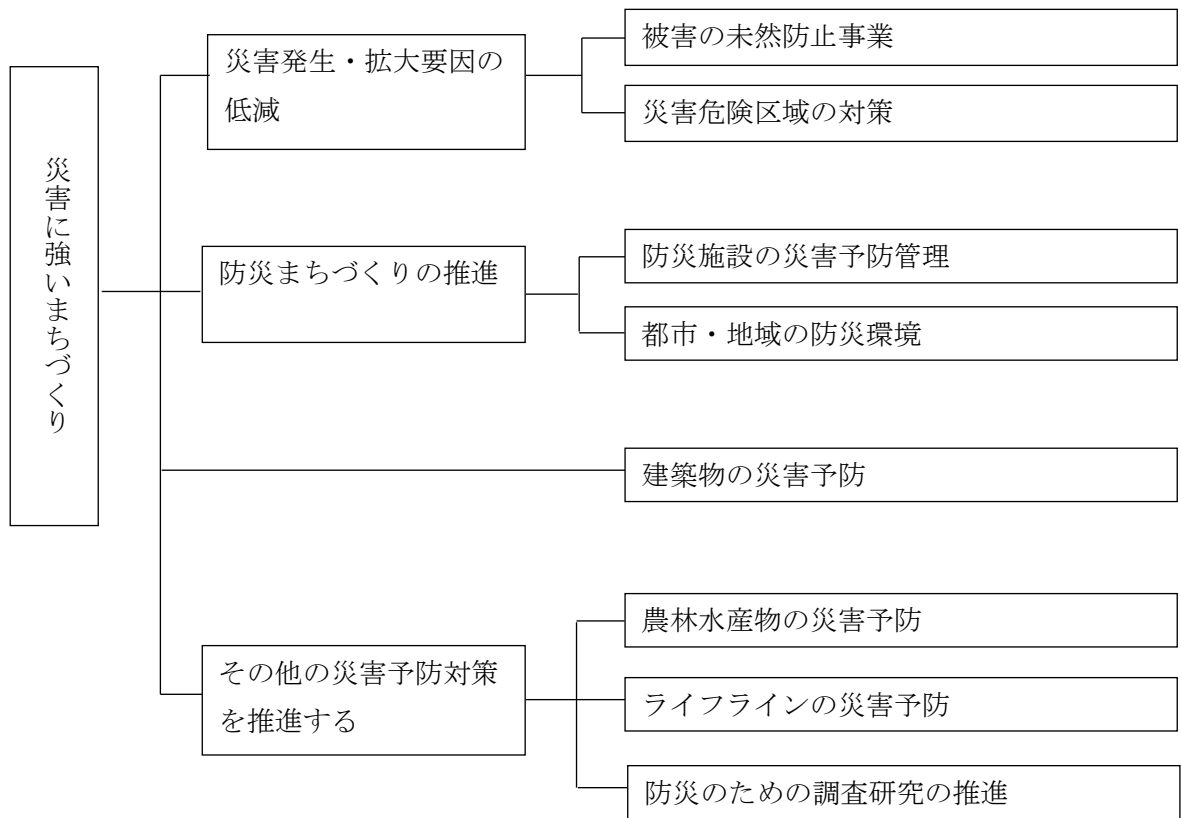 災害に強いまちづくり
災害発生・拡大要因の
低減
被害の未然防止事業
災害危険区域の対策
防災まちづくりの推進
防災施設の災害予防管理
都市・地域の防災環境
建築物の災害予防
その他の災害予防対策
を推進する
農林水産物の災害予防
ライフラインの災害予防
防災のための調査研究の推進